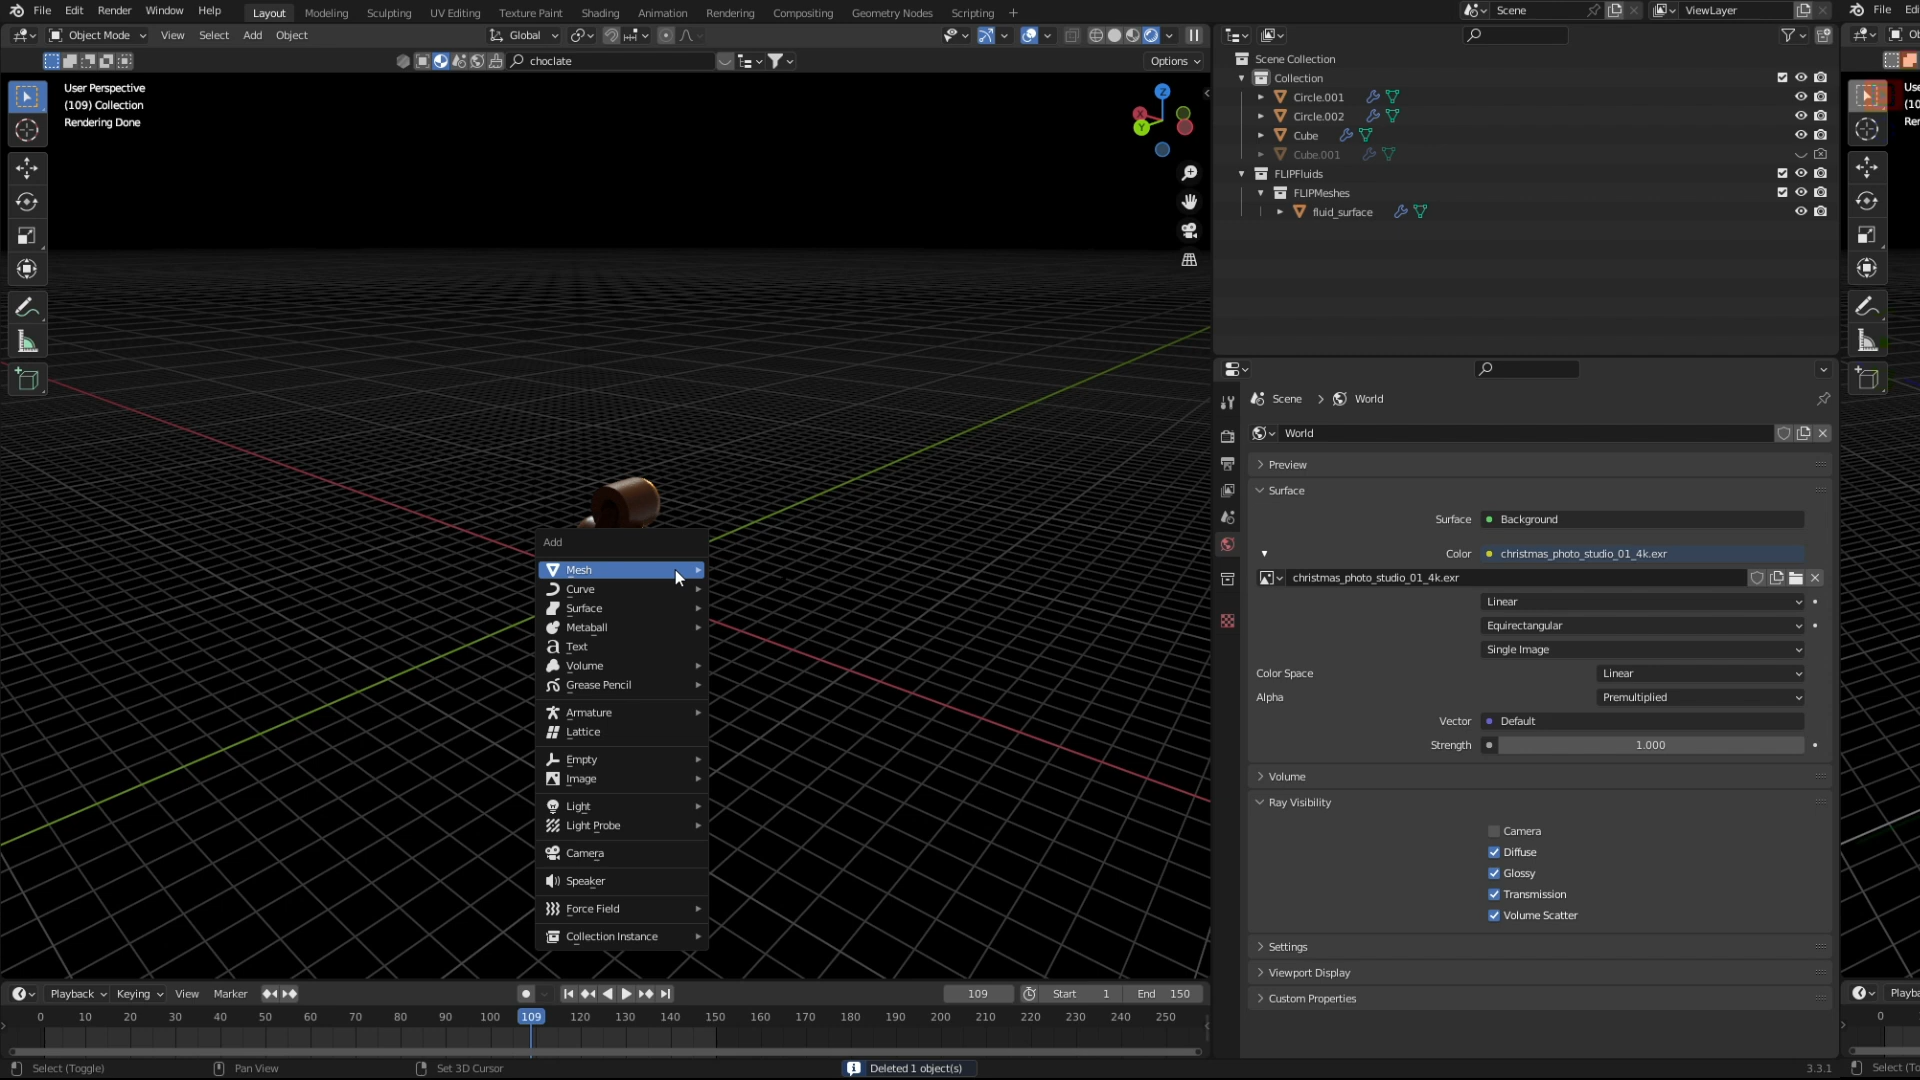 File Edit Render Window Help Layout Modeling Sculpting UV Editing Texture Paint Shading Animation Rendering Compositing Geometry Nodes Scripting + Scene ViewLayer File
Object Mode View Select Add Object Global
choclate Options
User Perspective
(109) Collection
Rendering Done
Z
X
Y
Scene Collection
Collection
Circle.001
Circle.002
Cube
Cube.001
FLIPFluids
FLIPMeshes
fluid_surface
Scene > World
World
Preview
Surface
Surface Background
Color christmas_photo_studio_01_4k.exr
christmas_photo_studio_01_4k.exr
Linear
Equirectangular
Single Image
Color Space Linear
Alpha Premultiplied
Vector Default
Strength 1.000
Volume
Ray Visibility
Camera
Diffuse
Glossy
Transmission
Volume Scatter
Settings
Viewport Display
Custom Properties
Add
Mesh
Curve
Surface
Metaball
Text
Volume
Grease Pencil
Armature
Lattice
Empty
Image
Light
Light Probe
Camera
Speaker
Force Field
Collection Instance
Playback Keying View Marker 109 Start 1 End 150
0 10 20 30 40 50 60 70 80 90 100 109 120 130 140 150 160 170 180 190 200 210 220 230 240 250 0
Select (Toggle) Pan View Set 3D Cursor Deleted 1 object(s) 3.3.1